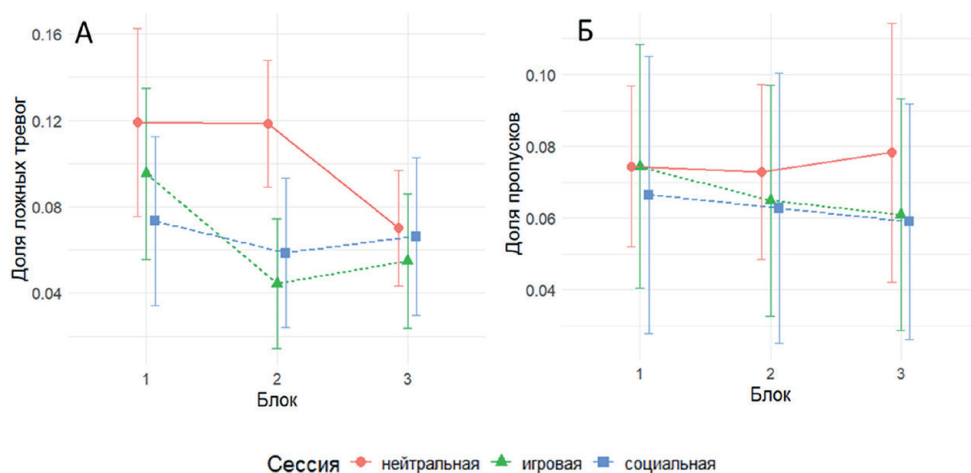 А
Доля ложных тревог
0.16
0.12
0.08
0.04
1 2 3
Блок
Б
Доля пропусков
0.10
0.08
0.06
0.04
1 2 3
Блок
Сессия нейтральная игровая социальная